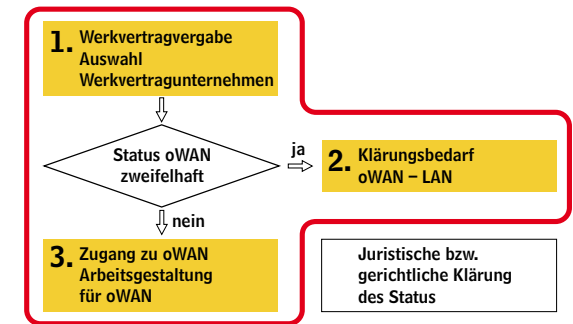 1. Werkvertragvergabe
Auswahl
Werkvertragunternehmen
Status oWAN
zweifelhaft
ja
2. Klärungsbedarf
oWAN – LAN
nein
3. Zugang zu oWAN
Arbeitsgestaltung
für oWAN
Juristische bzw.
gerichtliche Klärung
des Status